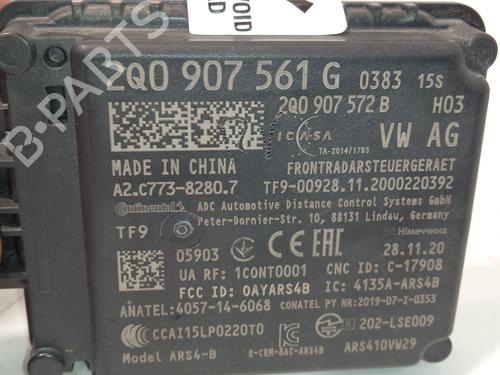 VOID
2Q0 907 561 G 0383 15S
2Q0 907 572 B H03
ICASA
TA-2014/1783
VW AG
MADE IN CHINA
FRONTRADARSTEUERGERAET
A2.C773-8280.7 TF9-00928.11.2000220392
Continental ADC Automotive Distance Control Systems GmbH
Peter-Dornier-Str. 10, 88131 Lindau, Germany
TF9
Німеччина
05903 CE EAC 28.11.20
UA RF: 1CONT0001 CNC ID: C-17908
FCC ID: OAYARS4B IC: 4135A-ARS4B
ANATEL:4057-14-6068 CONATEL PY NR:2019-07-I-0353
CCAI15LP0220T0
202-LSE009
Model ARS4-B R-CRM-8AC-ARS4B ARS410VW29